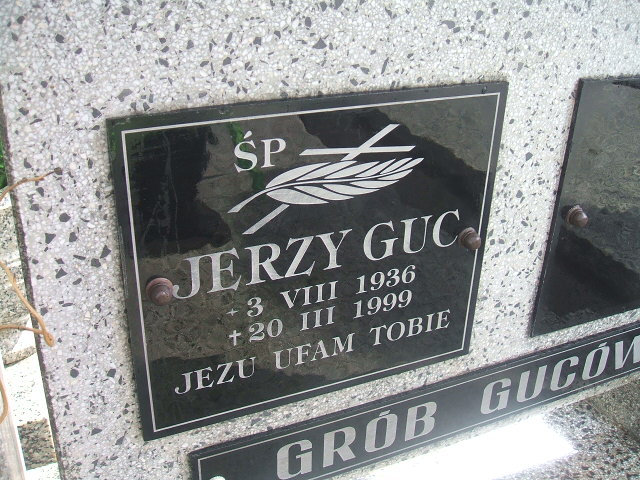 ŚP
JERZY GUC
* 3 VIII 1936
+ 20 III 1999
JEZU UFAM TOBIE
GRÓB GUCÓW